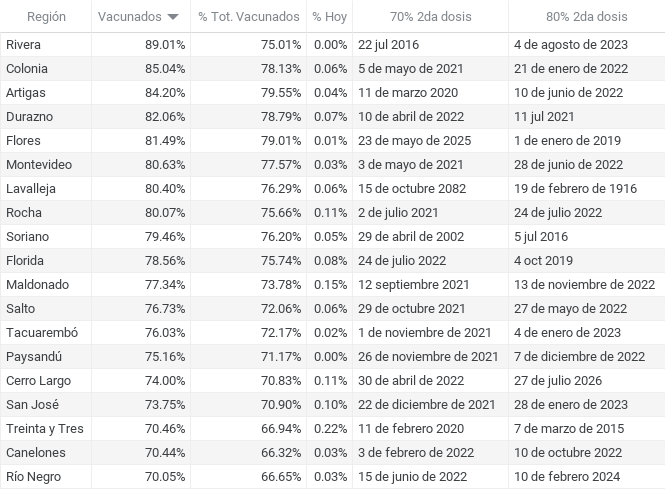 Región Vacunados % Tot. Vacunados % Hoy 70% 2da dosis 80% 2da dosis
Rivera 89.01% 75.01% 0.00% 22 jul 2016 4 de agosto de 2023
Colonia 85.04% 78.13% 0.06% 5 de mayo de 2021 21 de enero de 2022
Artigas 84.20% 79.55% 0.04% 11 de marzo 2020 10 de junio de 2022
Durazno 82.06% 78.79% 0.07% 10 de abril de 2022 11 jul 2021
Flores 81.49% 79.01% 0.01% 23 de mayo de 2025 1 de enero de 2019
Montevideo 80.63% 77.57% 0.03% 3 de mayo de 2021 28 de junio de 2022
Lavalleja 80.40% 76.29% 0.06% 15 de octubre 2082 19 de febrero de 1916
Rocha 80.07% 75.66% 0.11% 2 de julio 2021 24 de julio 2022
Soriano 79.46% 76.20% 0.05% 29 de abril de 2002 5 jul 2016
Florida 78.56% 75.74% 0.08% 24 de julio 2022 4 oct 2019
Maldonado 77.34% 73.78% 0.15% 12 septiembre 2021 13 de noviembre de 2022
Salto 76.73% 72.06% 0.06% 29 de octubre 2021 27 de mayo de 2022
Tacuarembó 76.03% 72.17% 0.02% 1 de noviembre de 2021 4 de enero de 2023
Paysandú 75.16% 71.17% 0.00% 26 de noviembre de 2021 7 de diciembre de 2022
Cerro Largo 74.00% 70.83% 0.11% 30 de abril de 2022 27 de julio 2026
San José 73.75% 70.90% 0.10% 22 de diciembre de 2021 28 de enero de 2023
Treinta y Tres 70.46% 66.94% 0.22% 11 de febrero 2020 7 de marzo de 2015
Canelones 70.44% 66.32% 0.03% 3 de febrero de 2022 10 de octubre 2022
Río Negro 70.05% 66.65% 0.03% 15 de junio de 2022 10 de febrero 2024